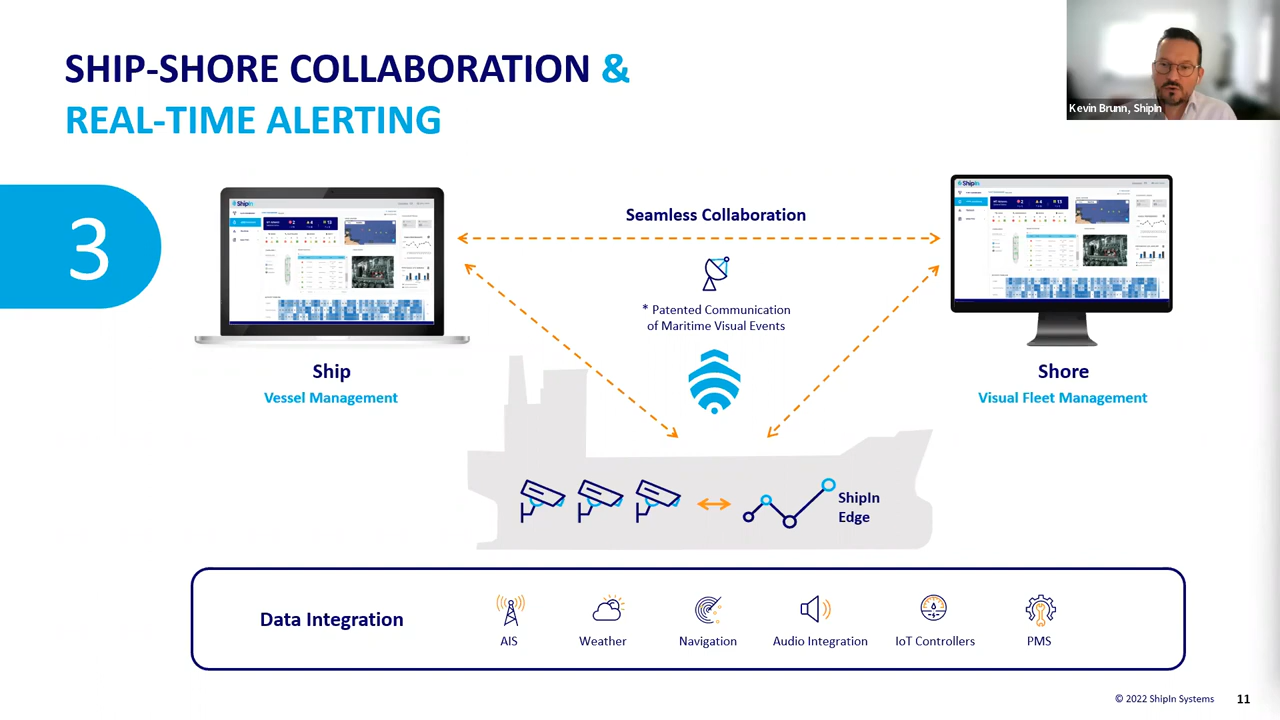 SHIP-SHORE COLLABORATION &
REAL-TIME ALERTING
Kevin Brunn, ShipIn
3
ShipIn
ShipIn
Seamless Collaboration
* Patented Communication
of Maritime Visual Events
Ship
Vessel Management
Shore
Visual Fleet Management
ShipIn
Edge
Data Integration
AIS
Weather
Navigation
Audio Integration
IoT Controllers
PMS
© 2022 ShipIn Systems
11